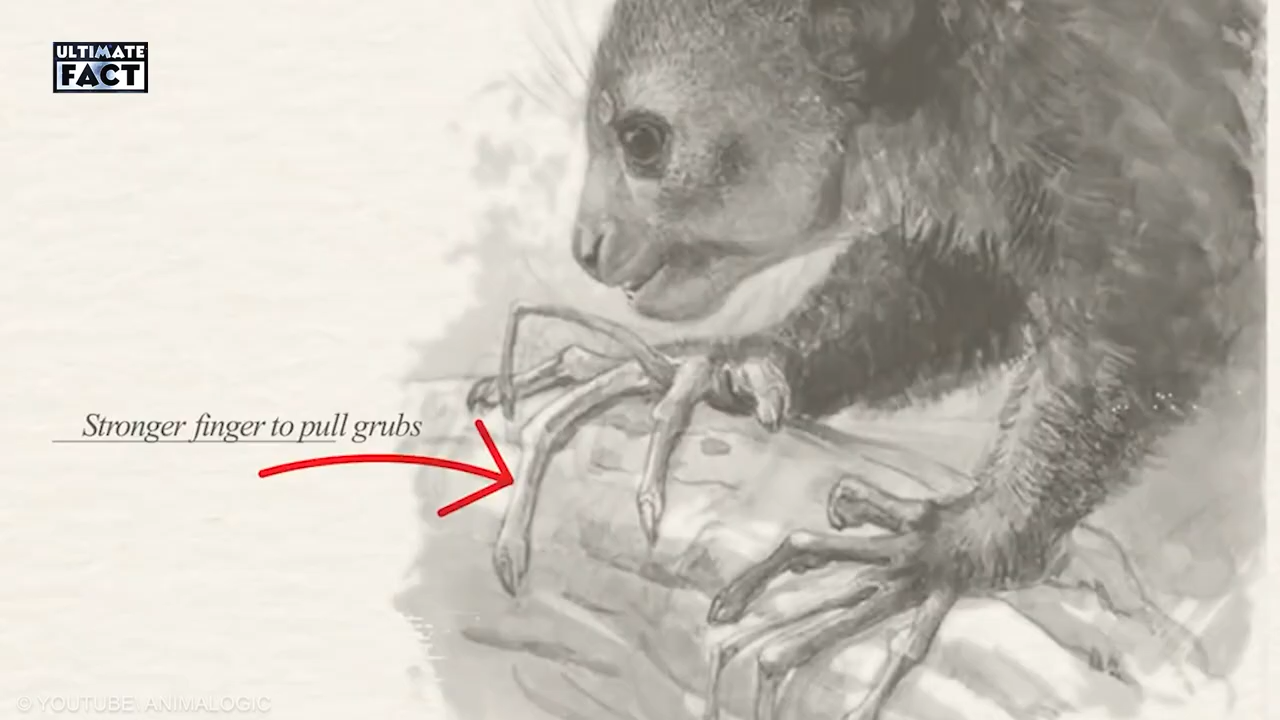 ULTIMATE
FACT
Stronger finger to pull grubs
© YOUTUBE: ANIMALOGIC